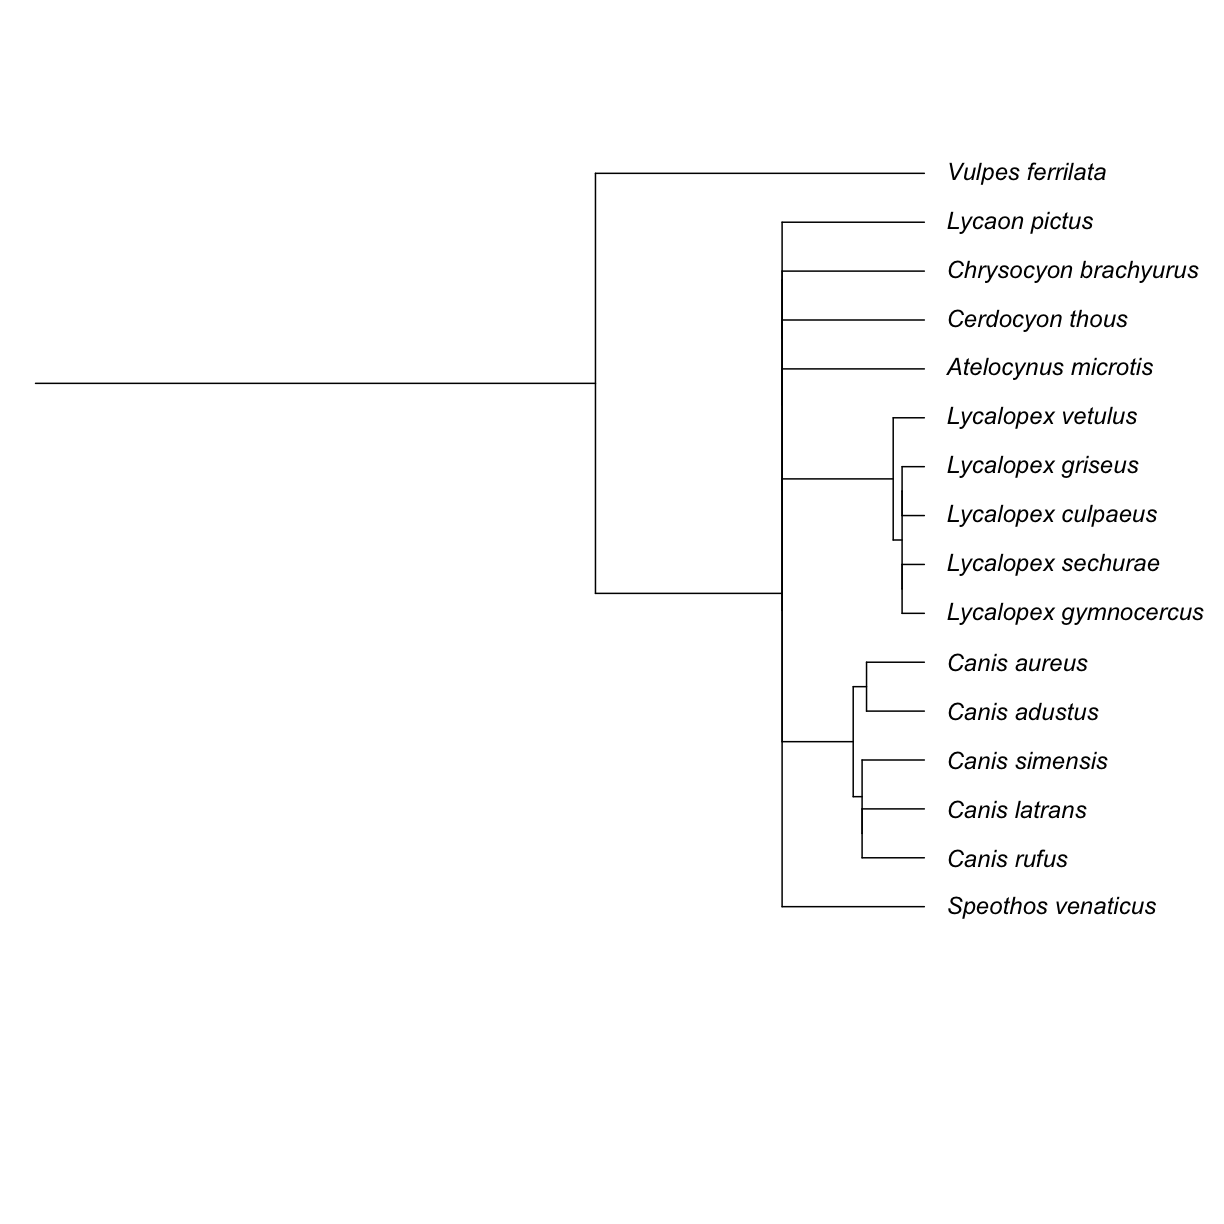 Vulpes ferrilata
Lycaon pictus
Chrysocyon brachyurus
Cerdocyon thous
Atelocynus microtis
Lycalopex vetulus
Lycalopex griseus
Lycalopex culpaeus
Lycalopex sechurae
Lycalopex gymnocercus
Canis aureus
Canis adustus
Canis simensis
Canis latrans
Canis rufus
Speothos venaticus